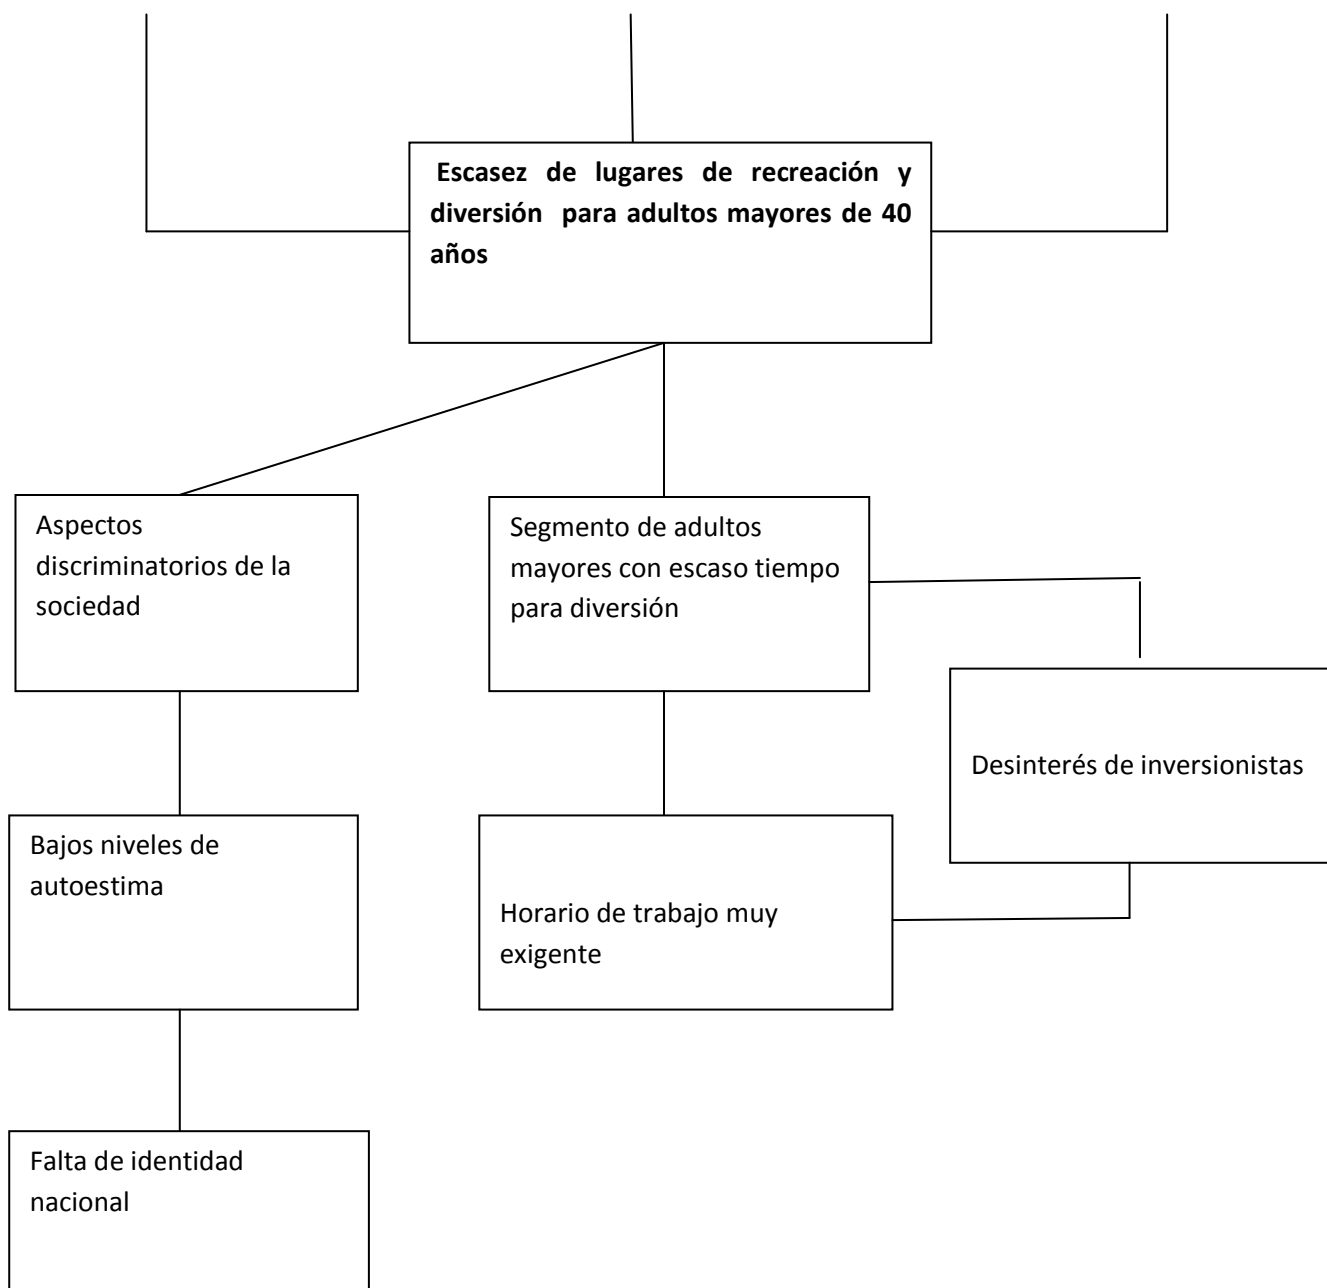 Escasez de lugares de recreación y
diversión para adultos mayores de 40
años
Aspectos
discriminatorios de la
sociedad
Segmento de adultos
mayores con escaso tiempo
para diversión
Desinterés de inversionistas
Bajos niveles de
autoestima
Horario de trabajo muy
exigente
Falta de identidad
nacional